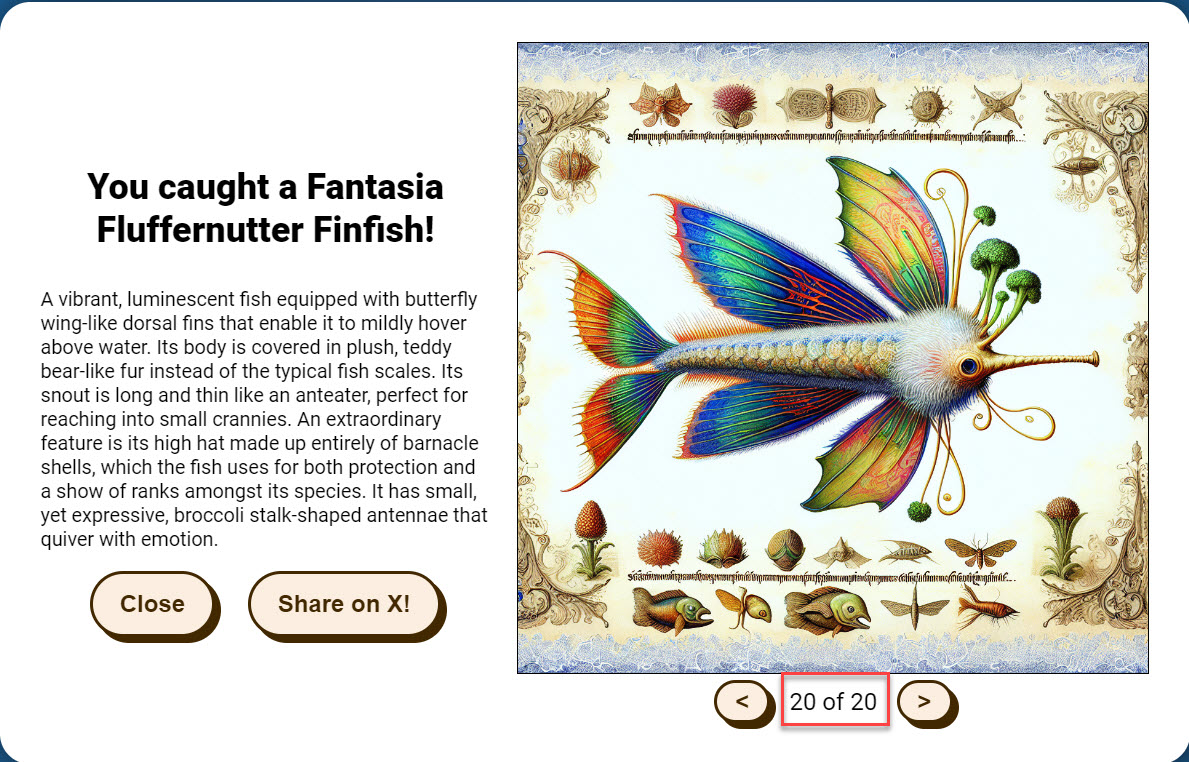 You caught a Fantasia
Fluffernutter Finfish!
A vibrant, luminescent fish equipped with butterfly
wing-like dorsal fins that enable it to mildly hover
above water. Its body is covered in plush, teddy
bear-like fur instead of the typical fish scales. Its
snout is long and thin like an anteater, perfect for
reaching into small crannies. An extraordinary
feature is its high hat made up entirely of barnacle
shells, which the fish uses for both protection and
a show of ranks amongst its species. It has small,
yet expressive, broccoli stalk-shaped antennae that
quiver with emotion.
Close
Share on X!
<
20 of 20
>